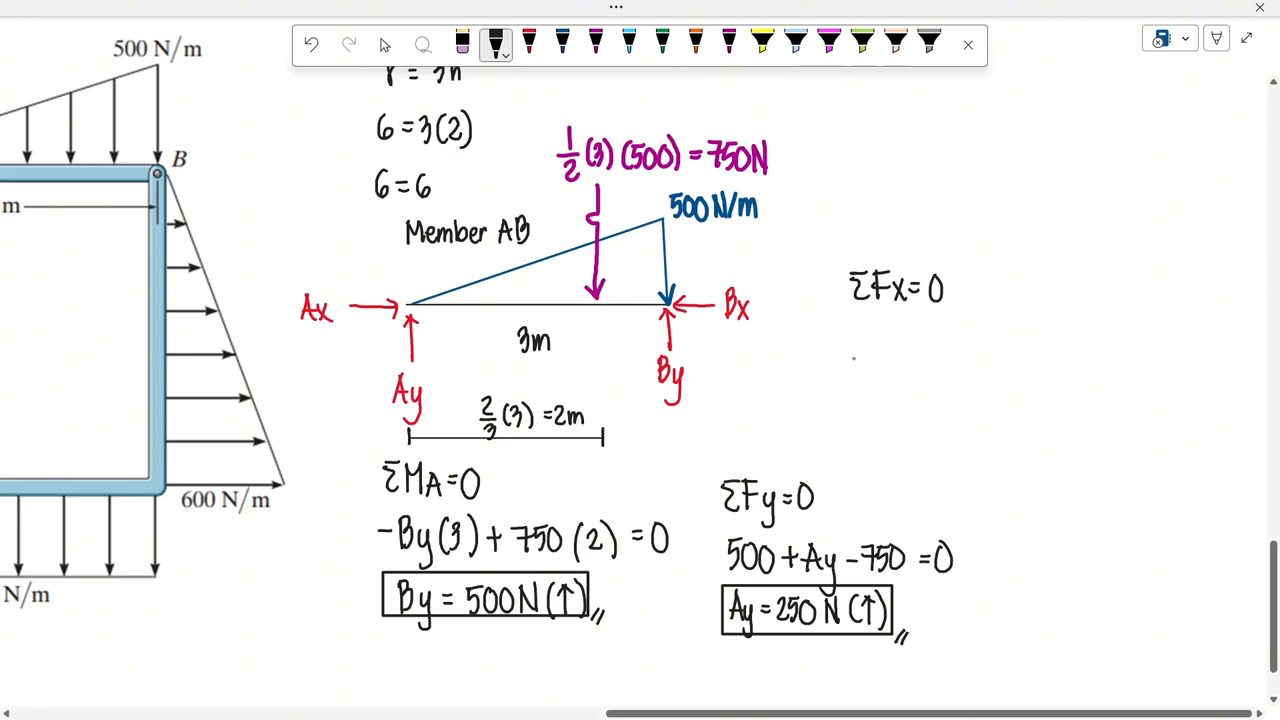 500 N/m
B
m
600 N/m
N/m
r = 3n
6 = 3(2)
6 = 6
1/2 (3) (500) = 750N
500 N/m
Member AB
Ax
Bx
3m
Ay
By
2/3 (3) = 2m
ΣMA = 0
-By(3) + 750(2) = 0
By = 500N (↑)
ΣFx = 0
ΣFy = 0
500 + Ay - 750 = 0
Ay = 250 N (↑)